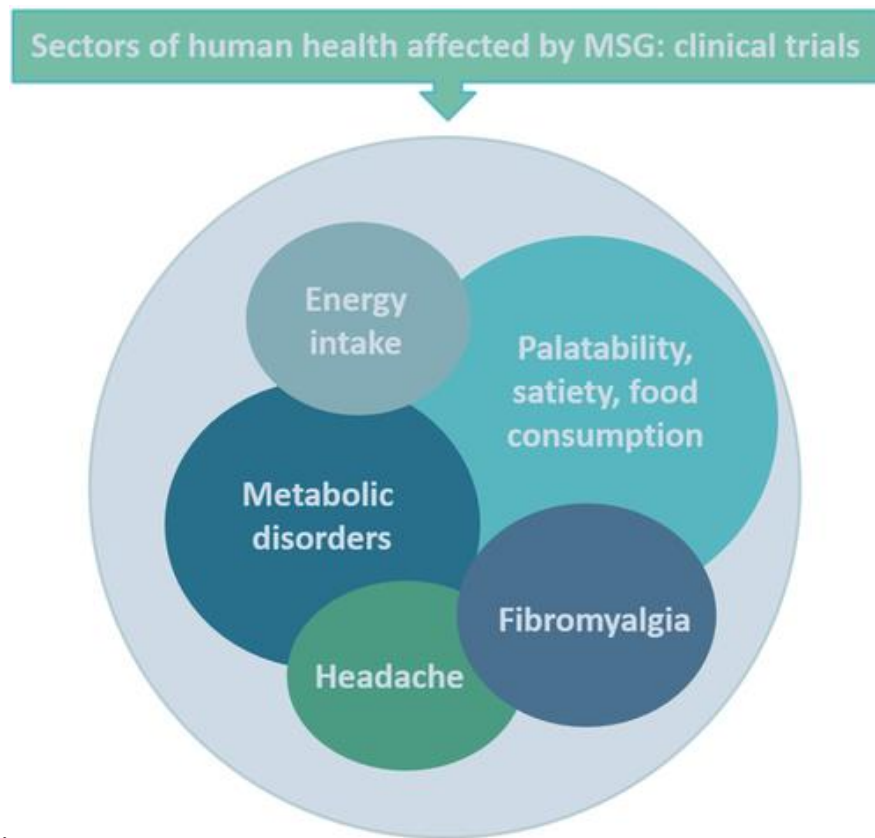 Sectors of human health affected by MSG: clinical trials
Energy
intake
Palatability,
satiety, food
consumption
Metabolic
disorders
Fibromyalgia
Headache